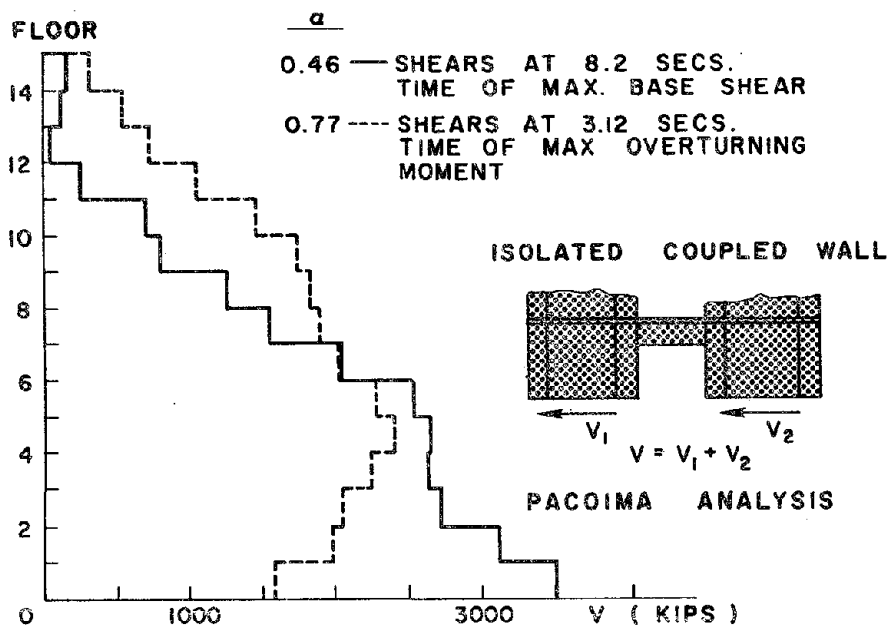 FLOOR
α
0.46 SHEARS AT 8.2 SECS.
TIME OF MAX. BASE SHEAR
0.77 SHEARS AT 3.12 SECS.
TIME OF MAX OVERTURNING
MOMENT
14
12
10
8
6
4
2
0
1000
3000
V (KIPS)
ISOLATED COUPLED WALL
V₁
V₂
V = V₁ + V₂
PACOIMA ANALYSIS